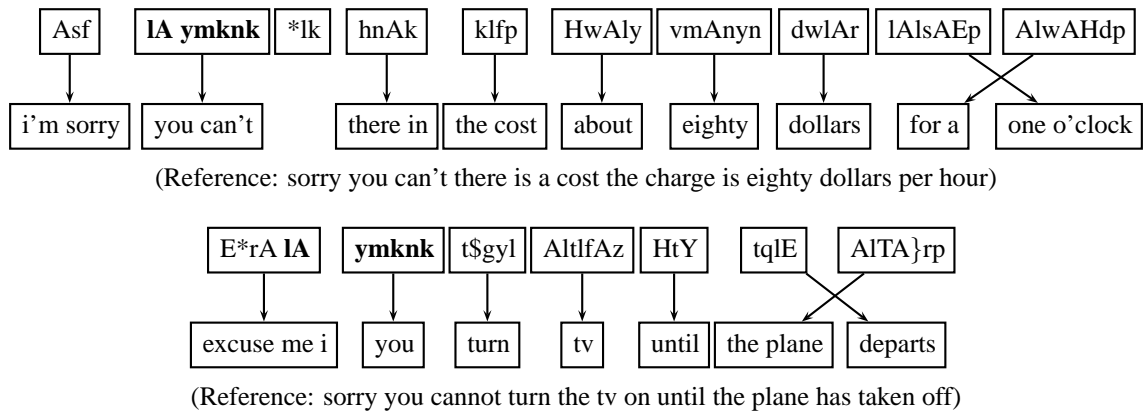 Asf lA ymknk *lk hnAk klfp HwAly vmAnyn dwlAr lAlsAEp AlwAHdp
i'm sorry you can't there in the cost about eighty dollars for a one o'clock
(Reference: sorry you can't there is a cost the charge is eighty dollars per hour)
E*rA lA ymknk t$gyl AltlfAz HtY tqlE AlTA}rp
excuse me i you turn tv until the plane departs
(Reference: sorry you cannot turn the tv on until the plane has taken off)